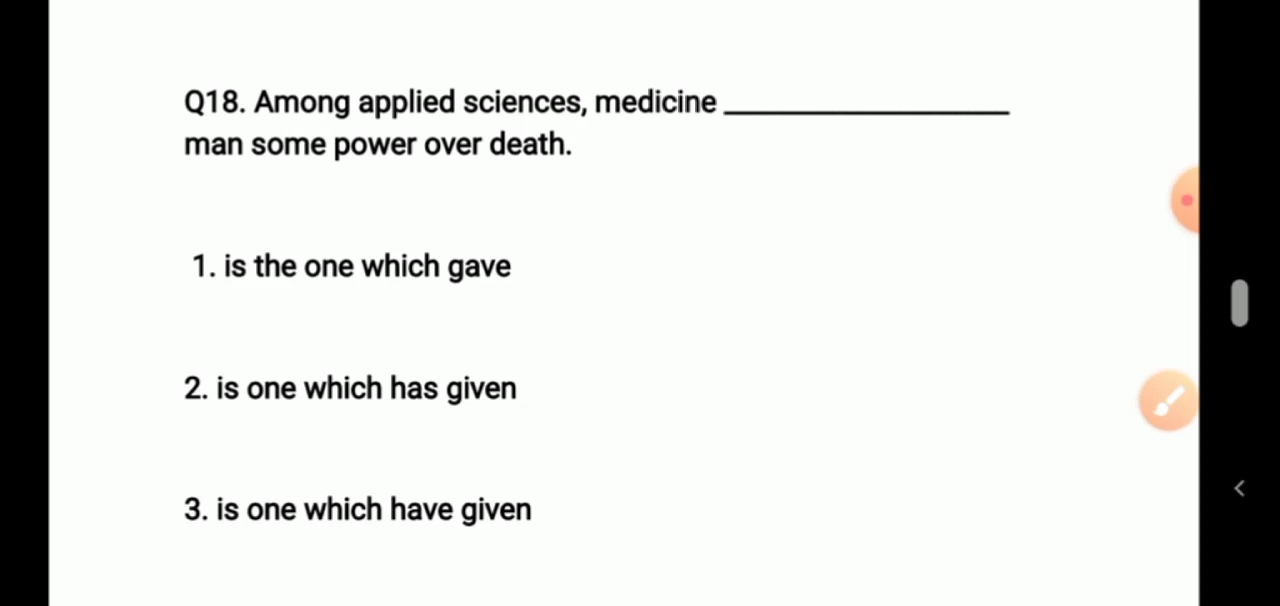 Q18. Among applied sciences, medicine ____________________
man some power over death.
1. is the one which gave
2. is one which has given
3. is one which have given